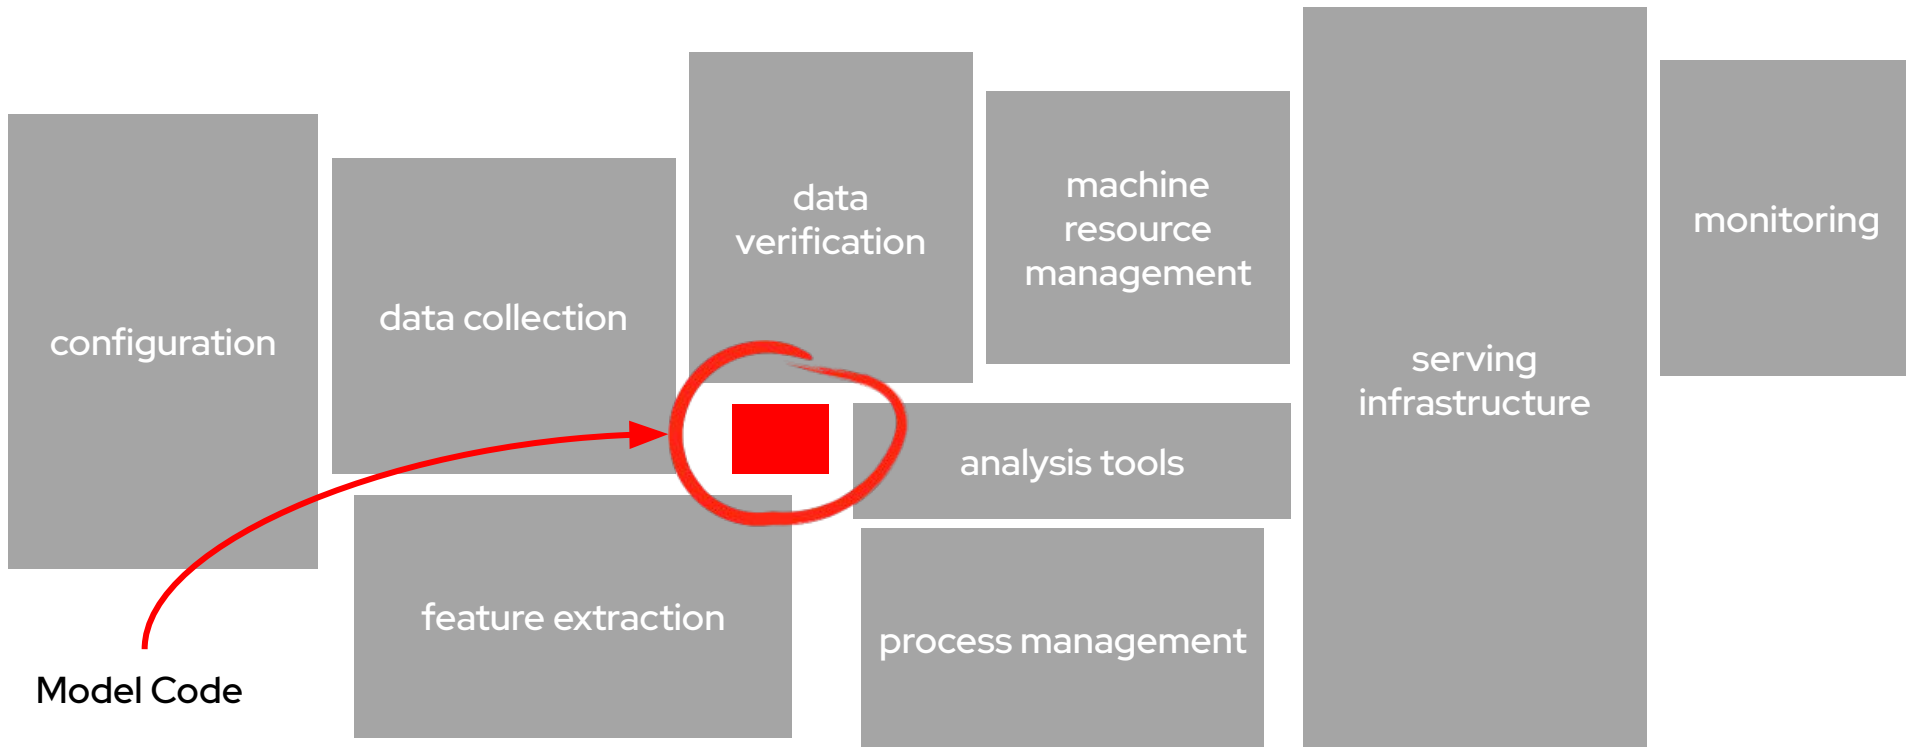 configuration
data collection
data
verification
machine
resource
management
serving
infrastructure
monitoring
analysis tools
feature extraction
process management
Model Code